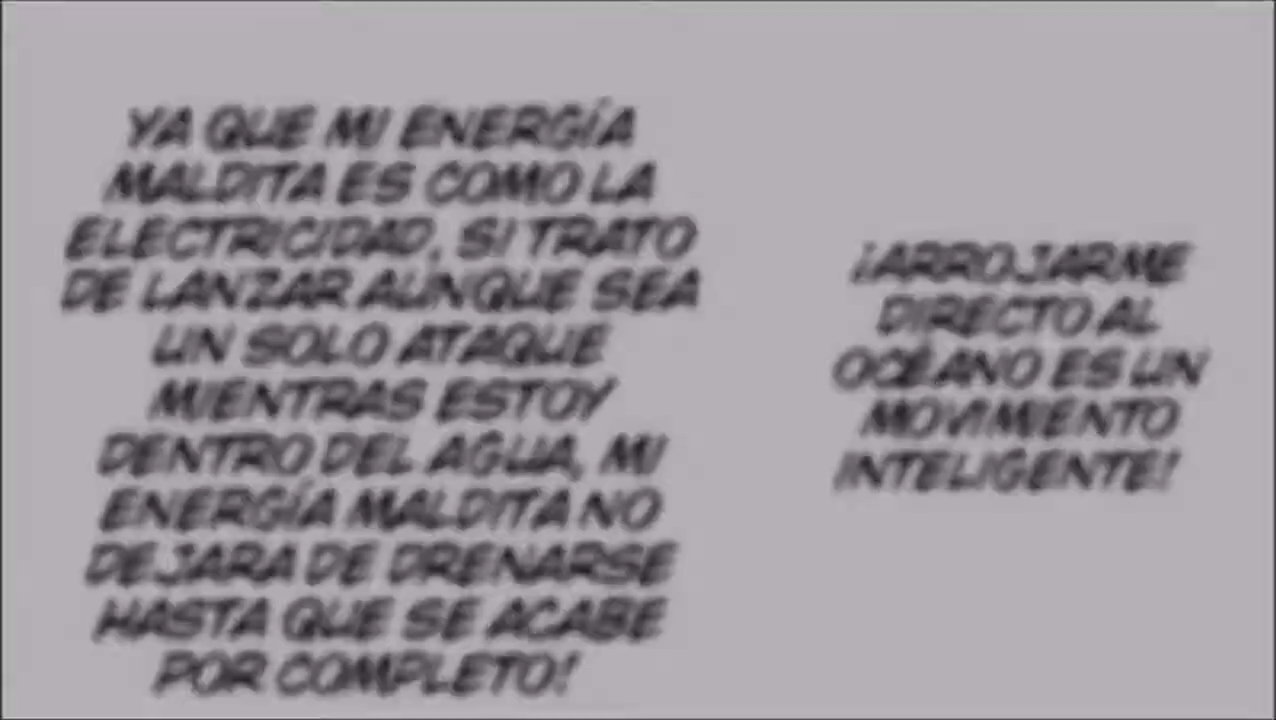 YA QUE MI ENERGÍA
MALDITA ES COMO LA
ELECTRICIDAD, SI TRATO
DE LANZAR AUNQUE SEA
UN SOLO ATAQUE
MIENTRAS ESTOY
DENTRO DEL AGUA, MI
ENERGÍA MALDITA NO
DEJARA DE DRENARSE
HASTA QUE SE ACABE
POR COMPLETO!
¡ARROJARME
DIRECTO AL
OCÉANO ES UN
MOVIMIENTO
INTELIGENTE!